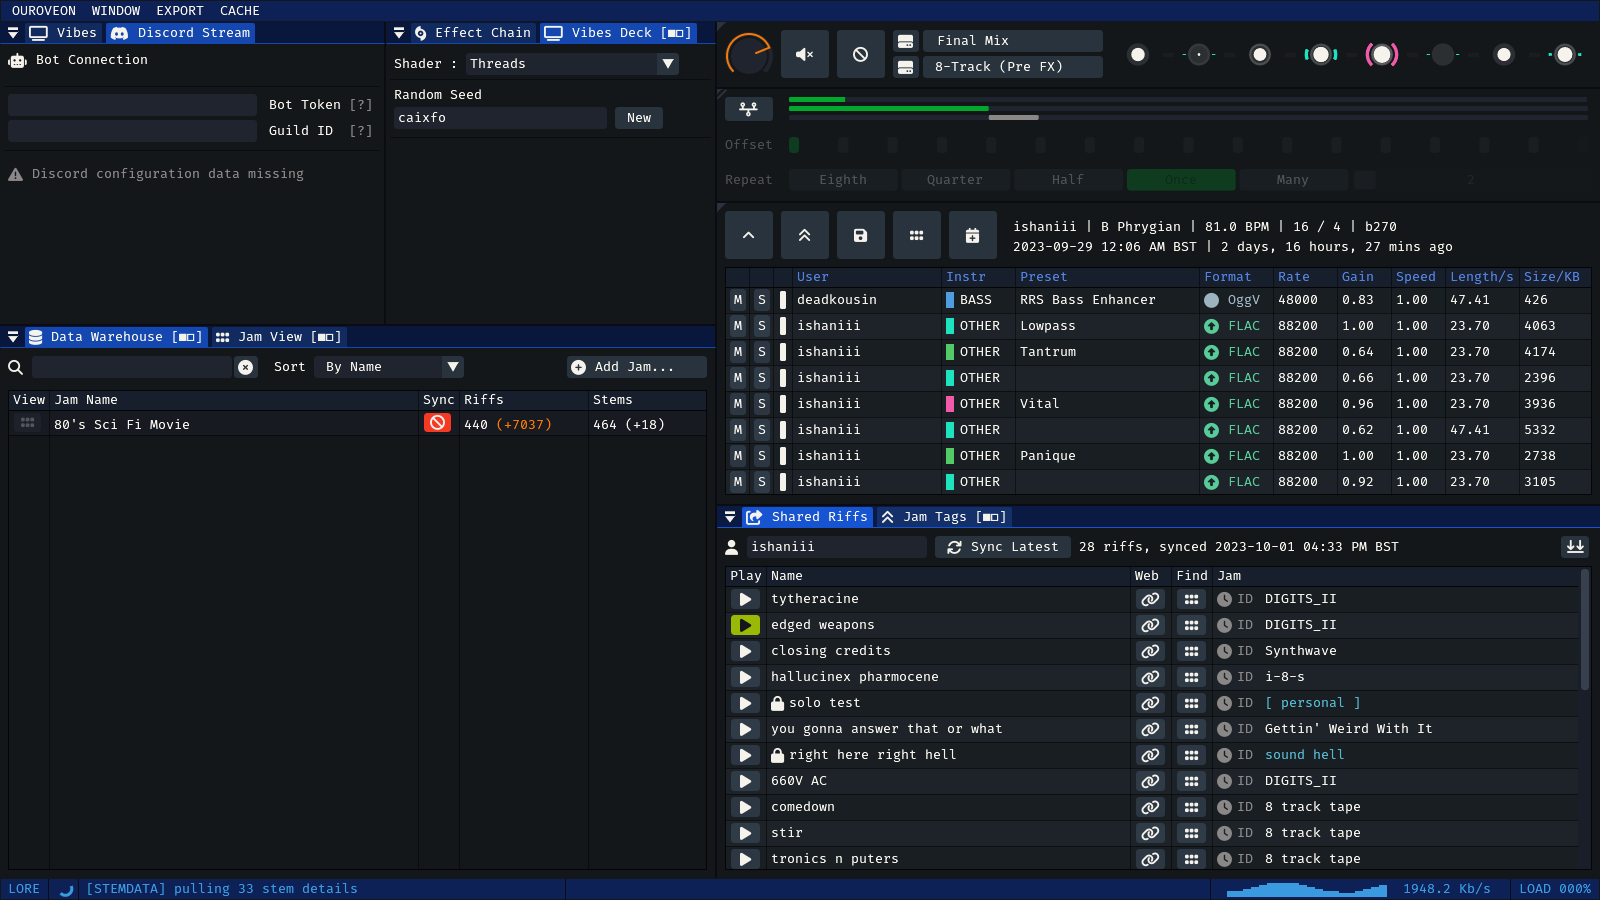 OUROVEON WINDOW EXPORT CACHE
Vibes Discord Stream
Bot Connection
Bot Token [?]
Guild ID [?]
Discord configuration data missing
Effect Chain Vibes Deck [■□]
Shader : Threads
Random Seed
caixfo New
Final Mix
8-Track (Pre FX)
Offset
Repeat Eighth Quarter Half Once Many 2
ishaniii | B Phrygian | 81.0 BPM | 16 / 4 | b270
2023-09-29 12:06 AM BST | 2 days, 16 hours, 27 mins ago
User Instr Preset Format Rate Gain Speed Length/s Size/KB
M S deadkousin BASS RRS Bass Enhancer OggV 48000 0.83 1.00 47.41 426
M S ishaniii OTHER Lowpass FLAC 88200 1.00 1.00 23.70 4063
M S ishaniii OTHER Tantrum FLAC 88200 0.64 1.00 23.70 4174
M S ishaniii OTHER FLAC 88200 0.66 1.00 23.70 2396
M S ishaniii OTHER Vital FLAC 88200 0.96 1.00 23.70 3936
M S ishaniii OTHER FLAC 88200 0.62 1.00 47.41 5332
M S ishaniii OTHER Panique FLAC 88200 1.00 1.00 23.70 2738
M S ishaniii OTHER FLAC 88200 0.92 1.00 23.70 3105
Data Warehouse [■□] Jam View [■□]
Sort By Name Add Jam...
View Jam Name Sync Riffs Stems
80's Sci Fi Movie 440 (+7037) 464 (+18)
Shared Riffs Jam Tags [■□]
ishaniii Sync Latest 28 riffs, synced 2023-10-01 04:33 PM BST
Play Name Web Find Jam
tytheracine ID DIGITS_II
edged weapons ID DIGITS_II
closing credits ID Synthwave
hallucinex pharmocene ID i-8-s
solo test ID [ personal ]
you gonna answer that or what ID Gettin' Weird With It
right here right hell ID sound hell
660V AC ID DIGITS_II
comedown ID 8 track tape
stir ID 8 track tape
tronics n puters ID 8 track tape
LORE [STEMDATA] pulling 33 stem details 1948.2 Kb/s LOAD 000%